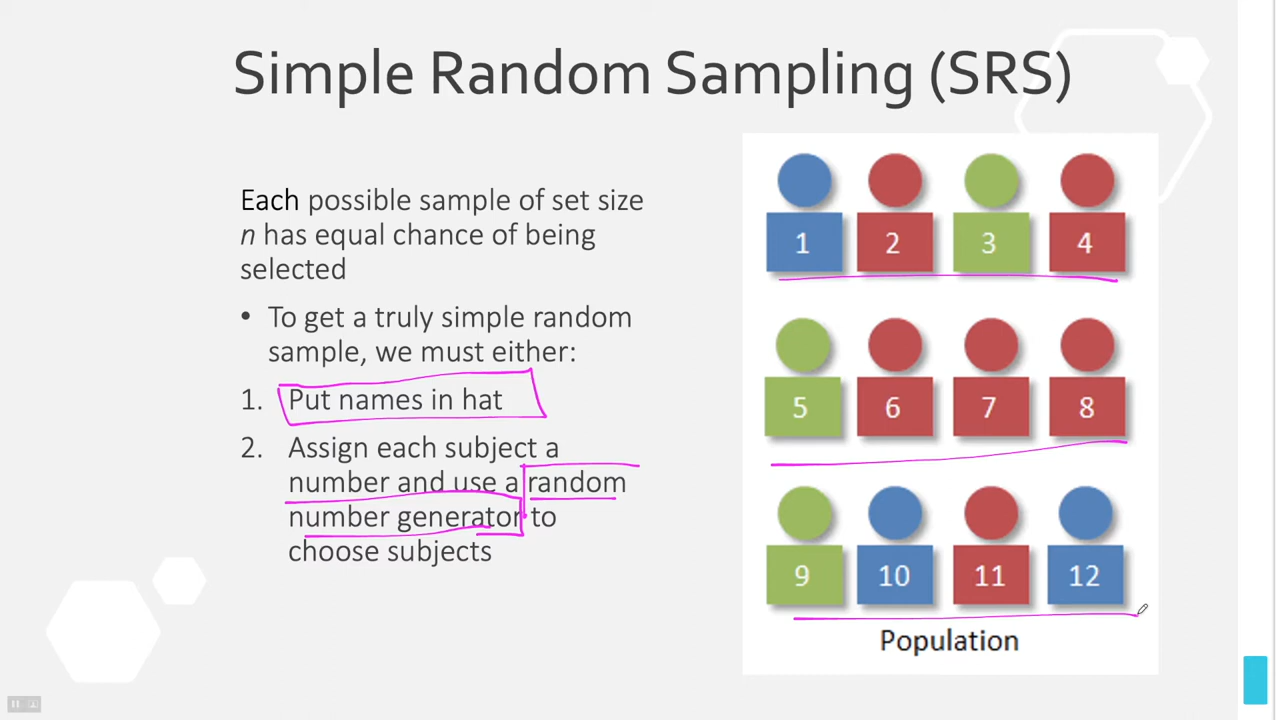 Simple Random Sampling (SRS)
Each possible sample of set size
n has equal chance of being
selected
• To get a truly simple random
sample, we must either:
1. Put names in hat
2. Assign each subject a
number and use a random
number generator to
choose subjects
1 2 3 4
5 6 7 8
9 10 11 12
Population